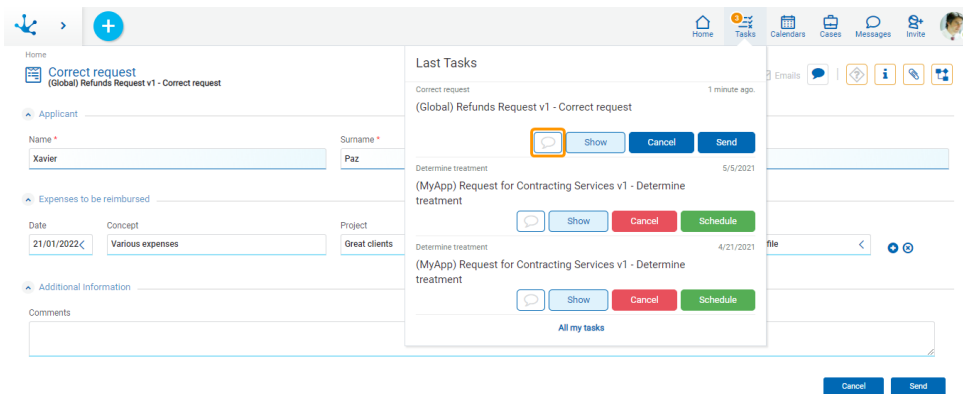 3
Home
Tasks
Calendars
Cases
Messages
Invite
Home
Correct request
(Global) Refunds Request v1 - Correct request
Emails
Applicant
Name *
Surname *
Xavier
Paz
Expenses to be reimbursed
Date
Concept
Project
21/01/2022
Various expenses
Great clients
file
Additional Information
Comments
Cancel
Send
Last Tasks
Correct request
1 minute ago.
(Global) Refunds Request v1 - Correct request
Show
Cancel
Send
Determine treatment
5/5/2021
(MyApp) Request for Contracting Services v1 - Determine
treatment
Show
Cancel
Schedule
Determine treatment
4/21/2021
(MyApp) Request for Contracting Services v1 - Determine
treatment
Show
Cancel
Schedule
All my tasks